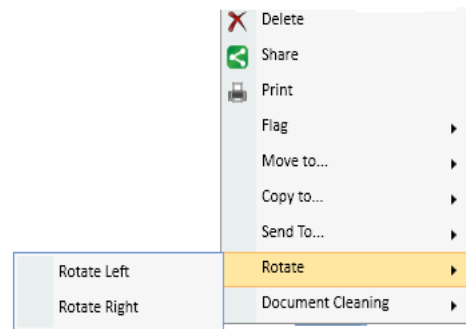 Delete
Share
Print
Flag
Move to...
Copy to...
Send To...
Rotate
Rotate Left
Rotate Right
Document Cleaning